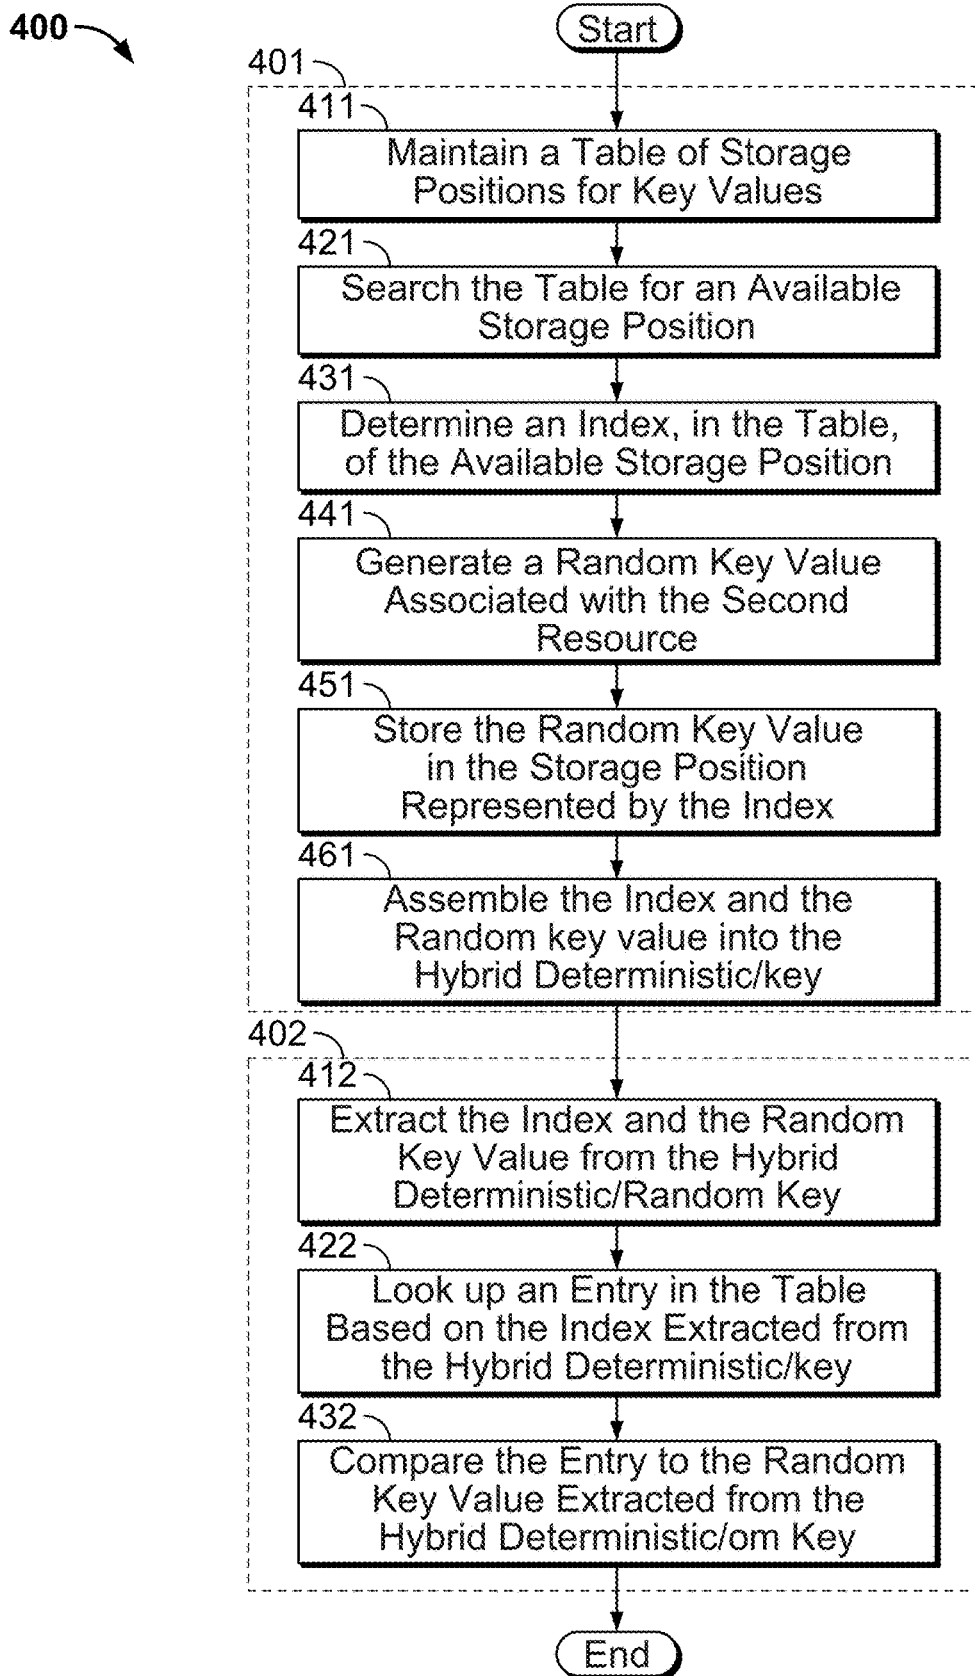 400
Start
401
411
Maintain a Table of Storage
Positions for Key Values
421
Search the Table for an Available
Storage Position
431
Determine an Index, in the Table,
of the Available Storage Position
441
Generate a Random Key Value
Associated with the Second
Resource
451
Store the Random Key Value
in the Storage Position
Represented by the Index
461
Assemble the Index and the
Random key value into the
Hybrid Deterministic/key
402
412
Extract the Index and the Random
Key Value from the Hybrid
Deterministic/Random Key
422
Look up an Entry in the Table
Based on the Index Extracted from
the Hybrid Deterministic/key
432
Compare the Entry to the Random
Key Value Extracted from the
Hybrid Deterministic/om Key
End